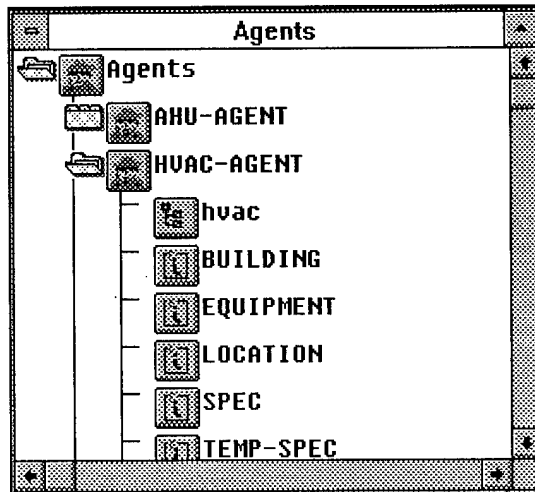 Agents
Agents
AHU-AGENT
HVAC-AGENT
hvac
BUILDING
EQUIPMENT
LOCATION
SPEC
TEMP-SPEC